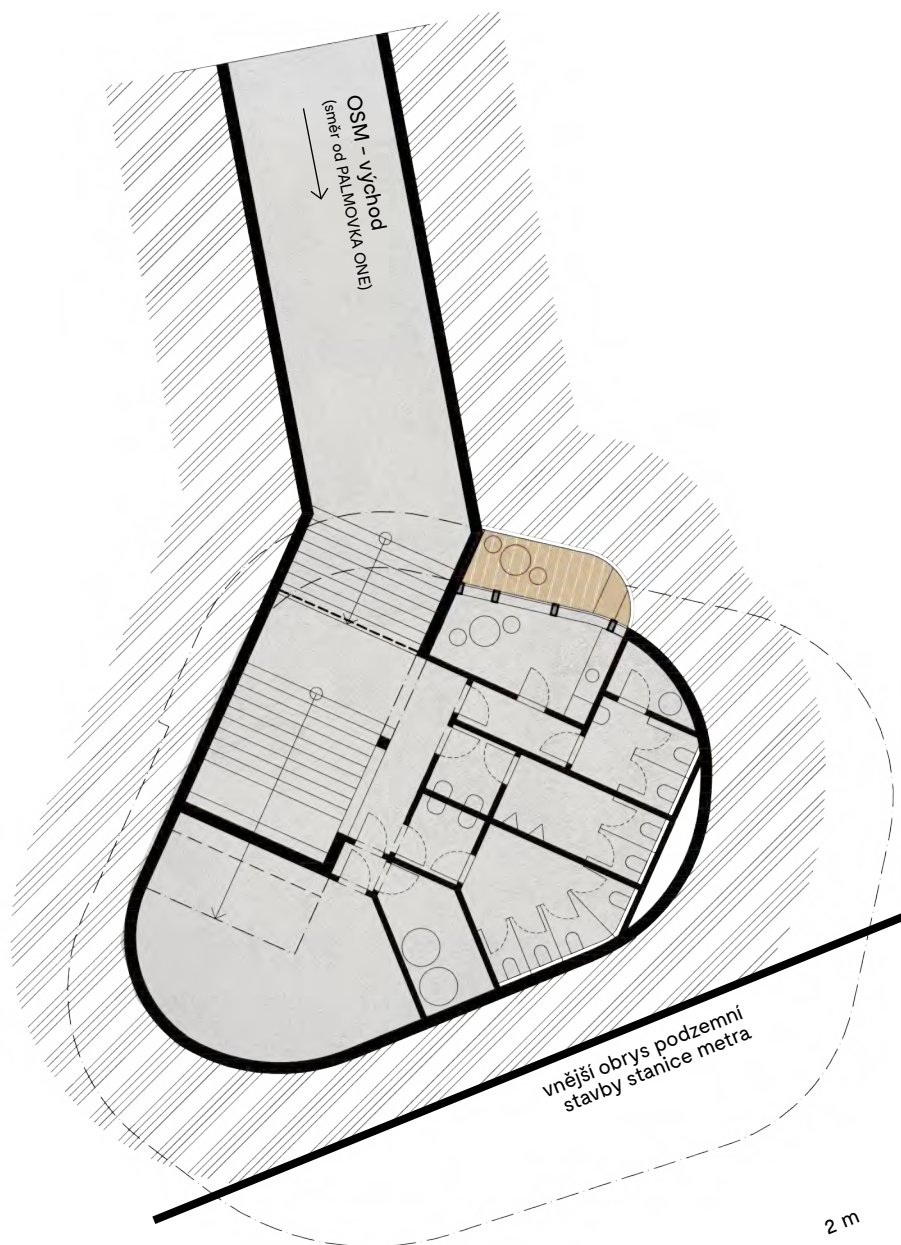 OSM - východ
(směr od PALMOVKA ONE)
vnější obrys podzemní
stavby stanice metra
2 m